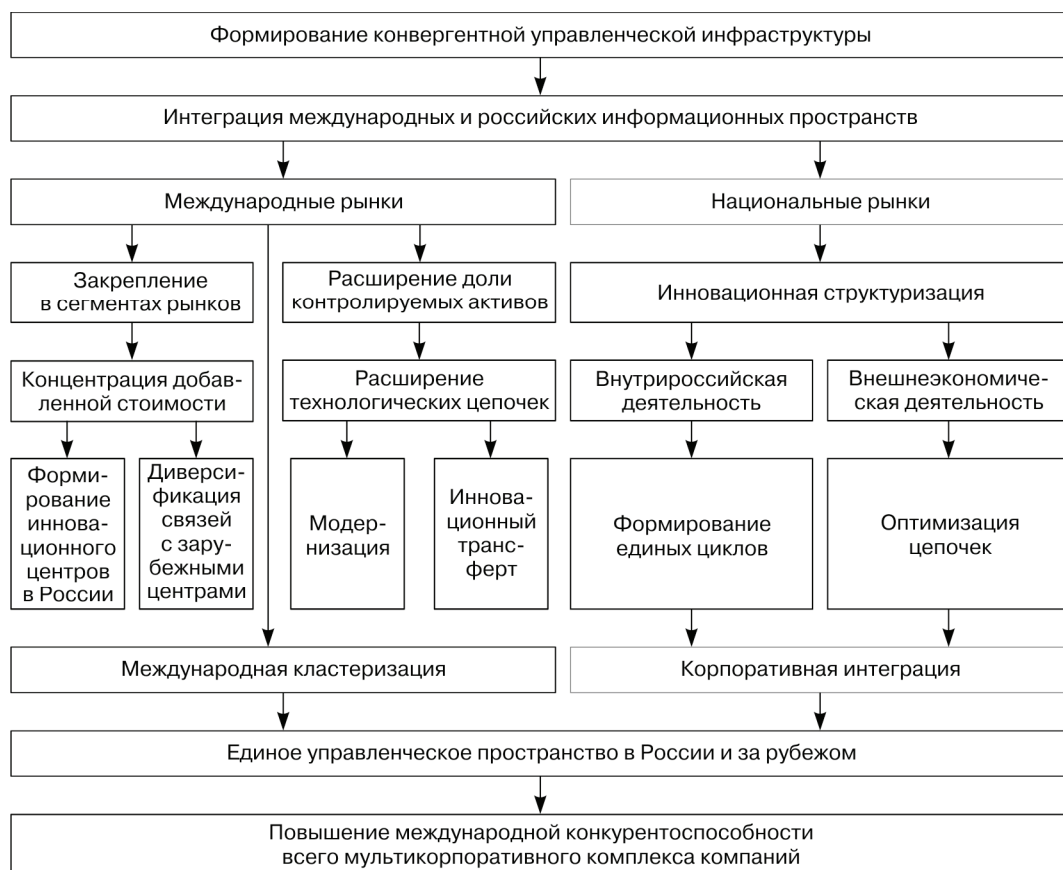 Формирование конвергентной управленческой инфраструктуры
Интеграция международных и российских информационных пространств
Международные рынки
Национальные рынки
Закрепление
в сегментах рынков
Расширение доли
контролируемых активов
Инновационная структуризация
Концентрация добав-
ленной стоимости
Расширение
технологических цепочек
Внутрироссийская
деятельность
Внешнеэкономиче-
ская деятельность
Форми-
рование
иннова-
ционного
центров
в России
Диверси-
фикация
связей
с зару-
бежными
центрами
Модер-
низация
Иннова-
ционный
транс-
ферт
Формирование
единых циклов
Оптимизация
цепочек
Международная кластеризация
Корпоративная интеграция
Единое управленческое пространство в России и за рубежом
Повышение международной конкурентоспособности
всего мультикорпоративного комплекса компаний